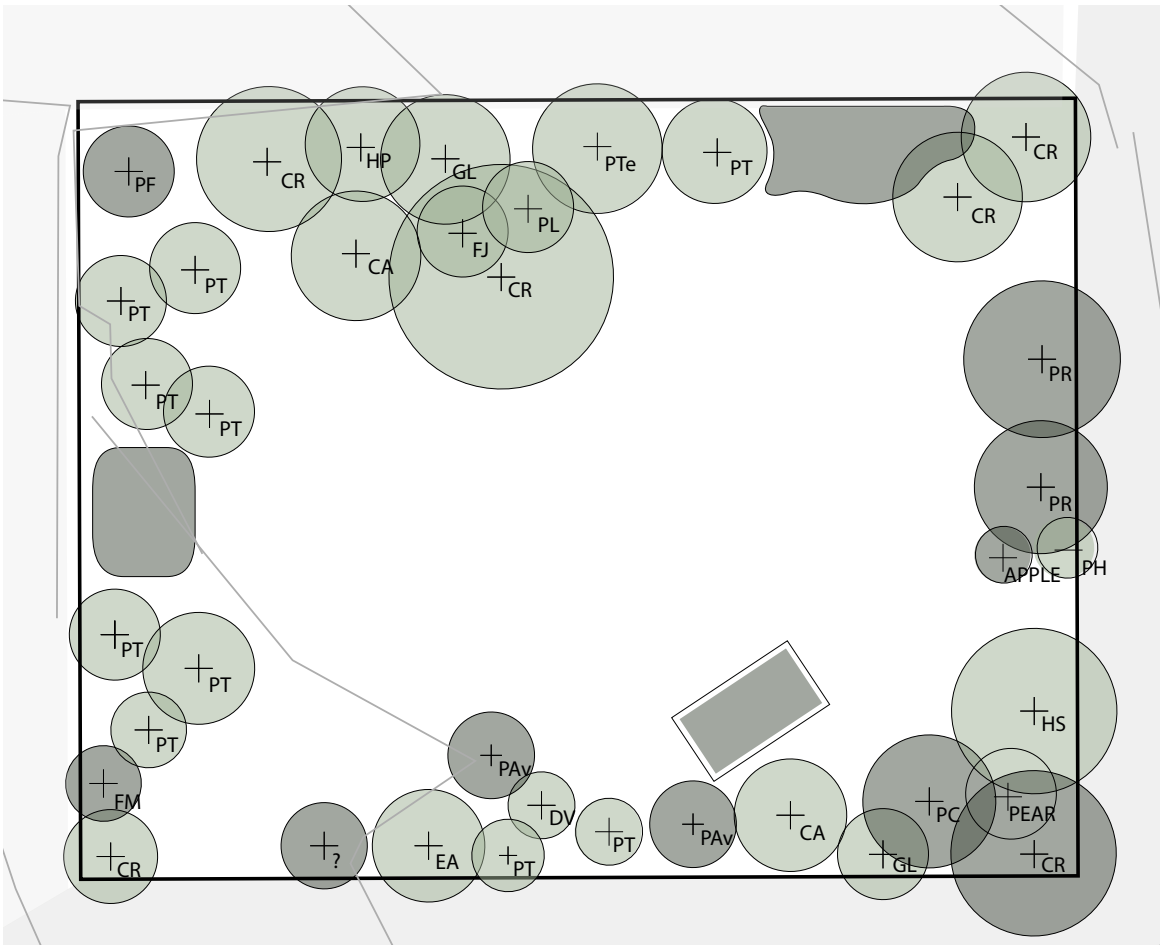 CR
HP
GL
PTe
PT
CR
PF
CR
PL
FJ
CA
CR
PT
PT
PR
PT
PT
PR
APPLE
PH
PT
PT
HS
PT
PAv
FM
DV
PC
PEAR
PAv
CA
PT
?
EA
PT
GL
CR
CR